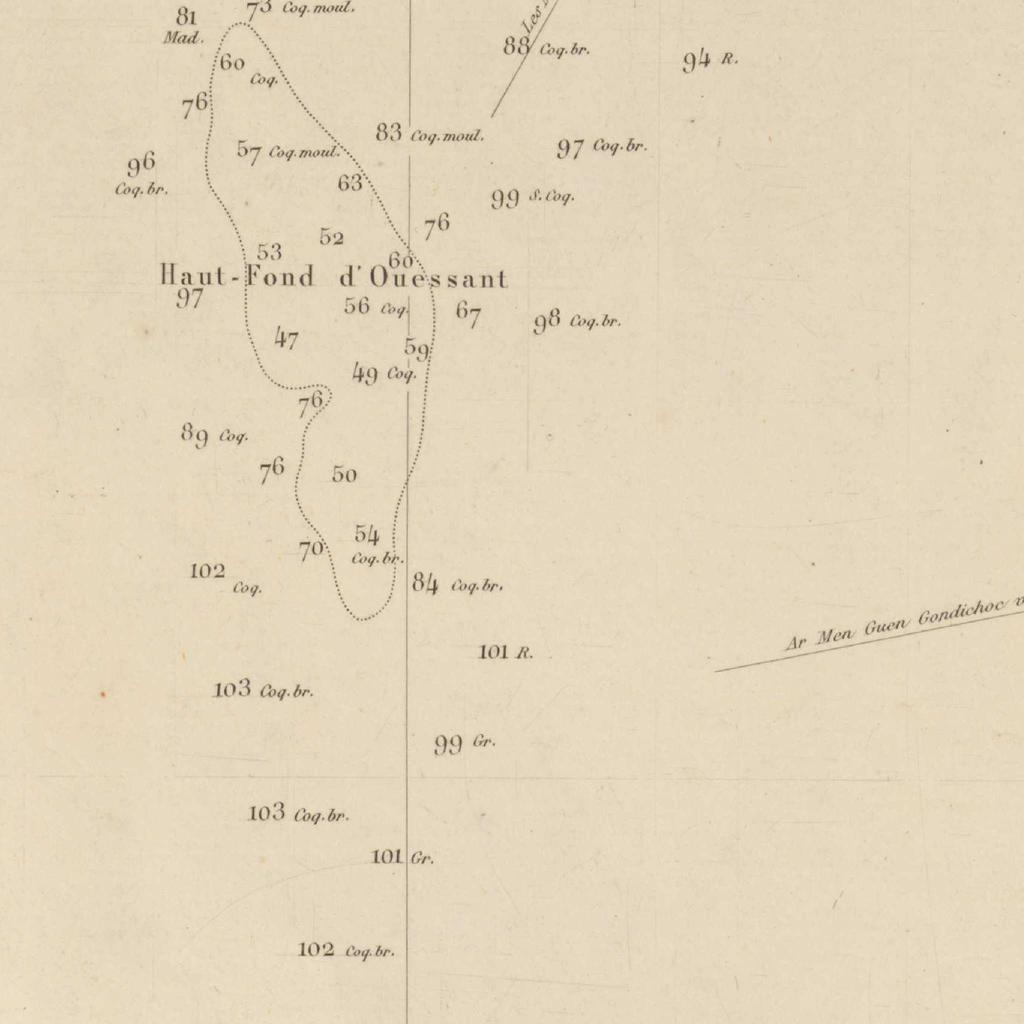 73 Coq. moul.
81
Mad.
Les
88 Coq. br.
94 R.
60
Coq.
76
83 Coq. moul.
97 Coq. br.
57 Coq. moul.
96
Coq. br.
63
99 S. Coq.
76
52
53
60
Haut-Fond d'Ouessant
97
56 Coq.
67
98 Coq. br.
47
59
49 Coq.
76
89 Coq.
76
50
54
Coq. br.
70
102
Coq.
84 Coq. br.
Ar Men Guen Gondichoc
101 R.
103 Coq. br.
99 Gr.
103 Coq. br.
101 Gr.
102 Coq. br.